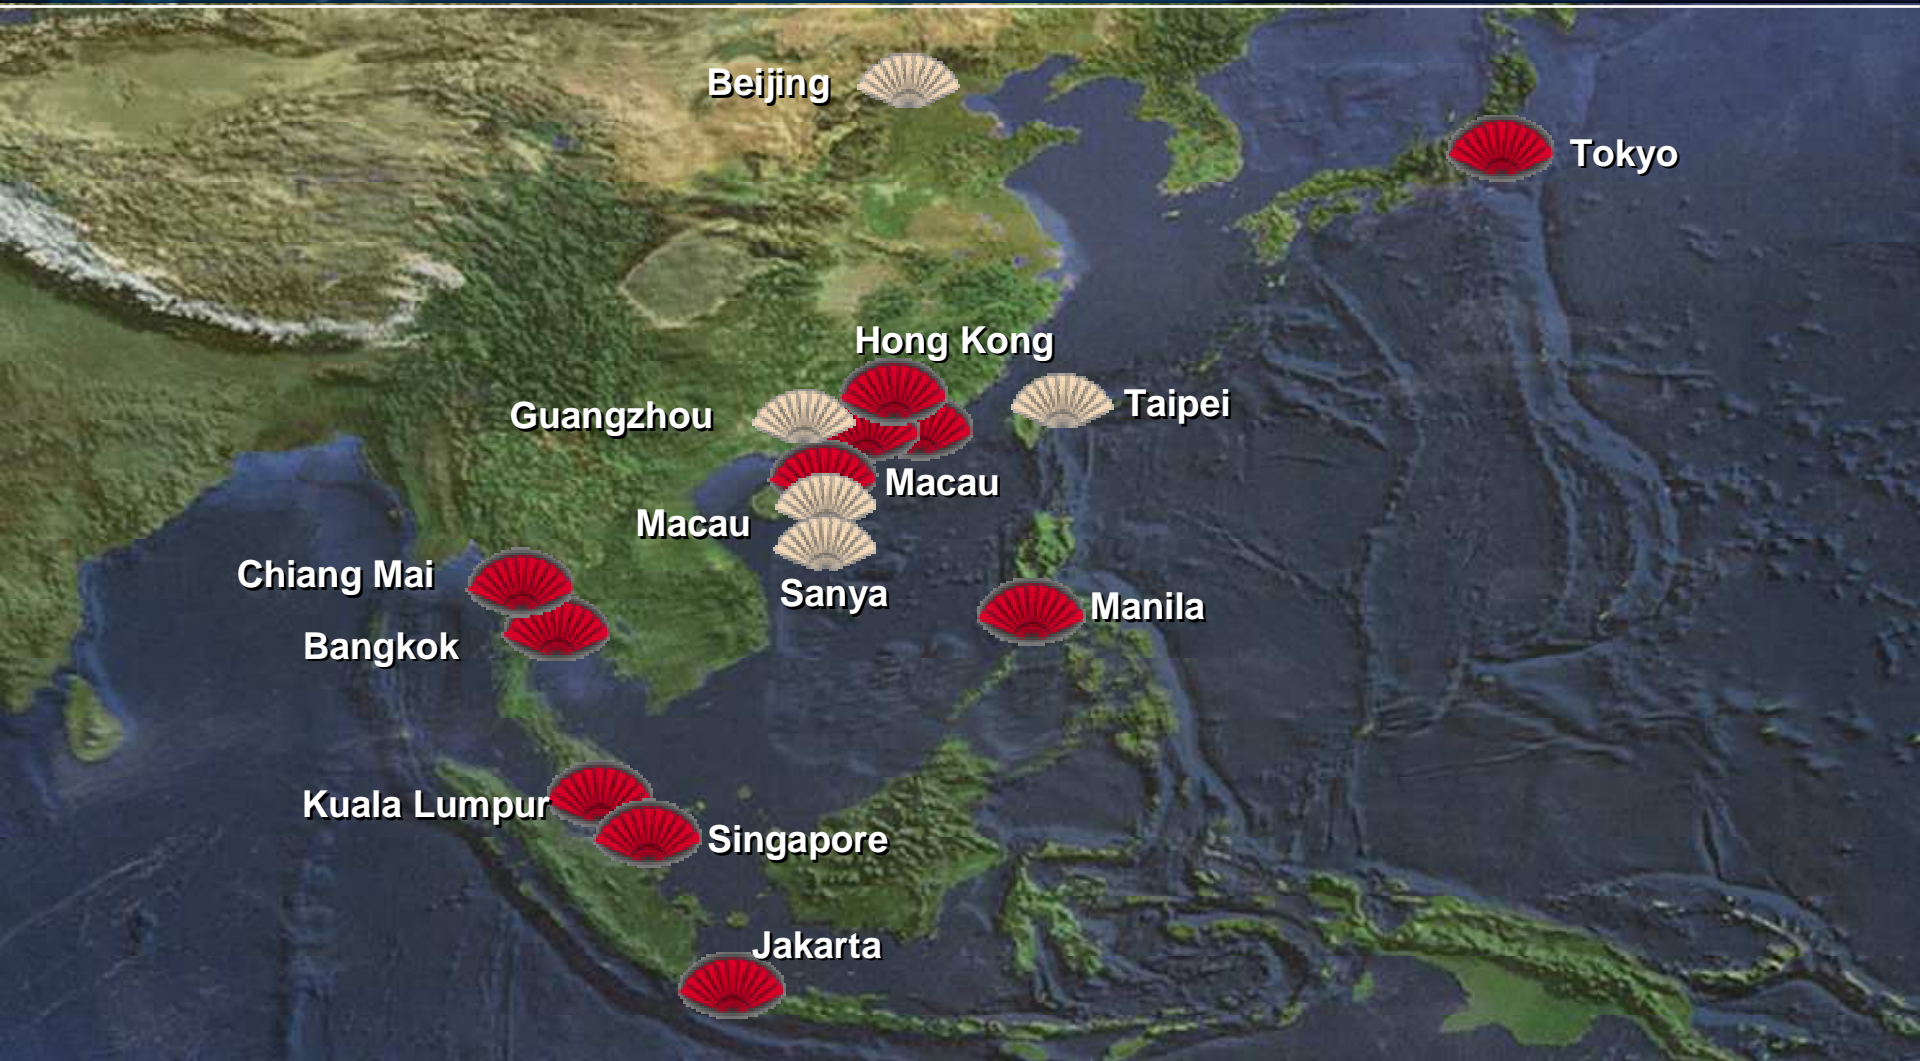 Beijing
Tokyo
Hong Kong
Guangzhou
Taipei
Macau
Macau
Chiang Mai
Sanya
Manila
Bangkok
Kuala Lumpur
Singapore
Jakarta